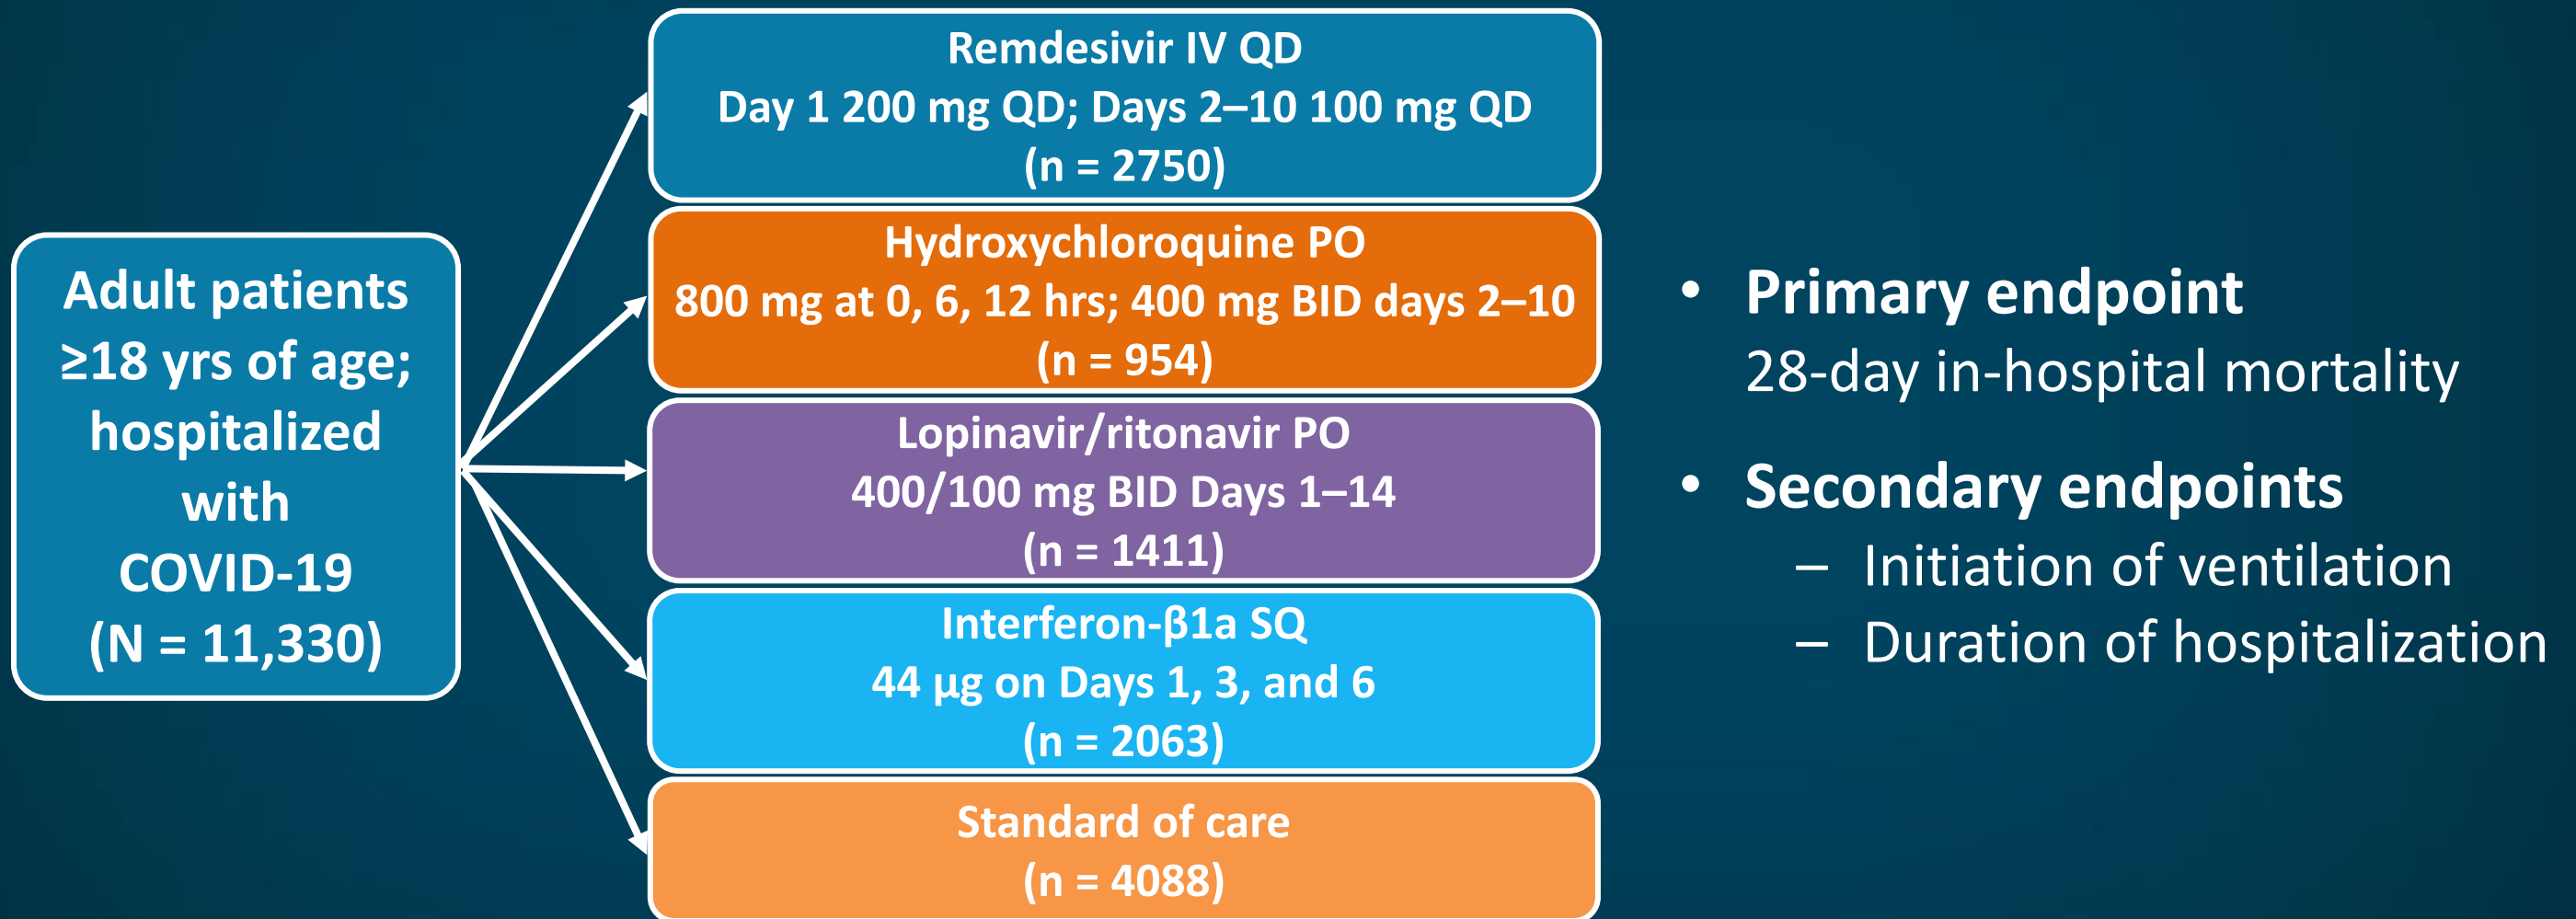 Adult patients
≥18 yrs of age;
hospitalized
with
COVID-19
(N = 11,330)
Remdesivir IV QD
Day 1 200 mg QD; Days 2–10 100 mg QD
(n = 2750)
Hydroxychloroquine PO
800 mg at 0, 6, 12 hrs; 400 mg BID days 2–10
(n = 954)
Lopinavir/ritonavir PO
400/100 mg BID Days 1–14
(n = 1411)
Interferon-β1a SQ
44 μg on Days 1, 3, and 6
(n = 2063)
Standard of care
(n = 4088)
• Primary endpoint
28-day in-hospital mortality
• Secondary endpoints
– Initiation of ventilation
– Duration of hospitalization